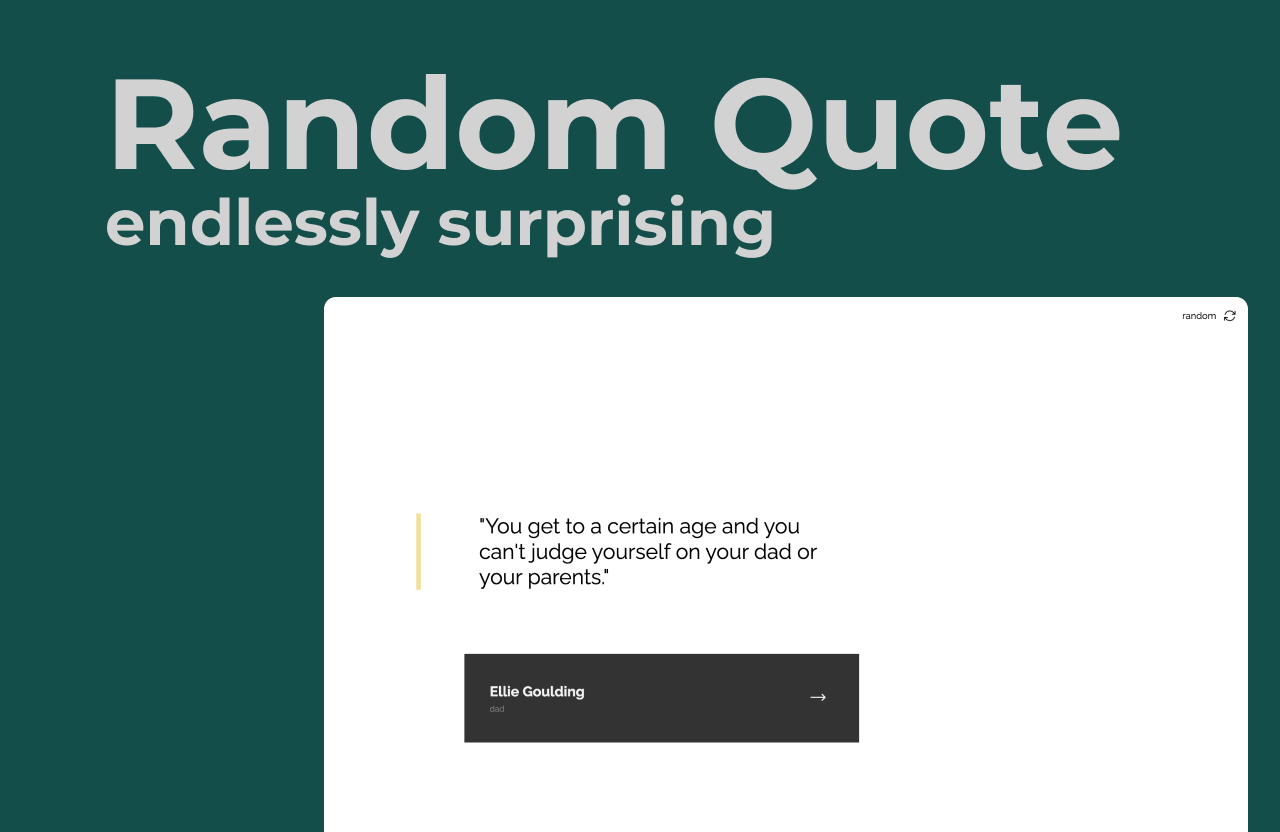 Random Quote
endlessly surprising
random
"You get to a certain age and you
can't judge yourself on your dad or
your parents."
Ellie Goulding
dad